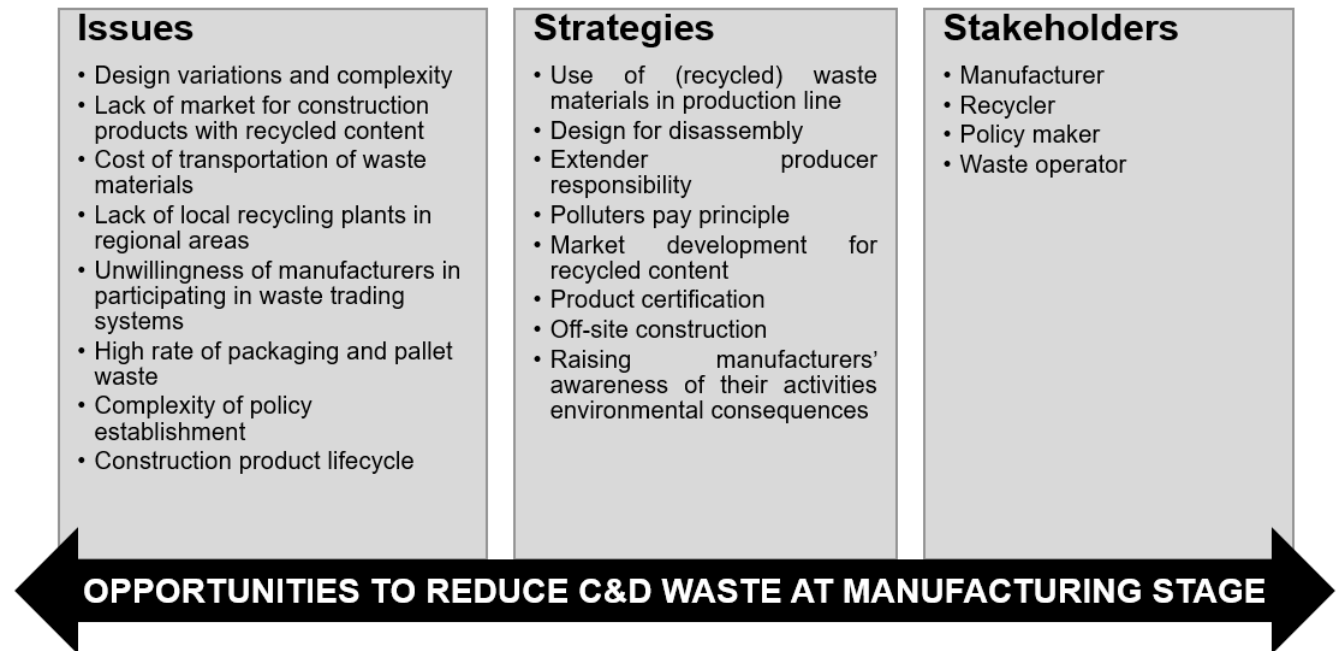 Issues
• Design variations and complexity
• Lack of market for construction
products with recycled content
• Cost of transportation of waste
materials
• Lack of local recycling plants in
regional areas
• Unwillingness of manufacturers in
participating in waste trading
systems
• High rate of packaging and pallet
waste
• Complexity of policy
establishment
• Construction product lifecycle
Strategies
• Use of (recycled) waste
materials in production line
• Design for disassembly
• Extender producer
responsibility
• Polluters pay principle
• Market development for
recycled content
• Product certification
• Off-site construction
• Raising manufacturers’
awareness of their activities
environmental consequences
Stakeholders
• Manufacturer
• Recycler
• Policy maker
• Waste operator
OPPORTUNITIES TO REDUCE C&D WASTE AT MANUFACTURING STAGE